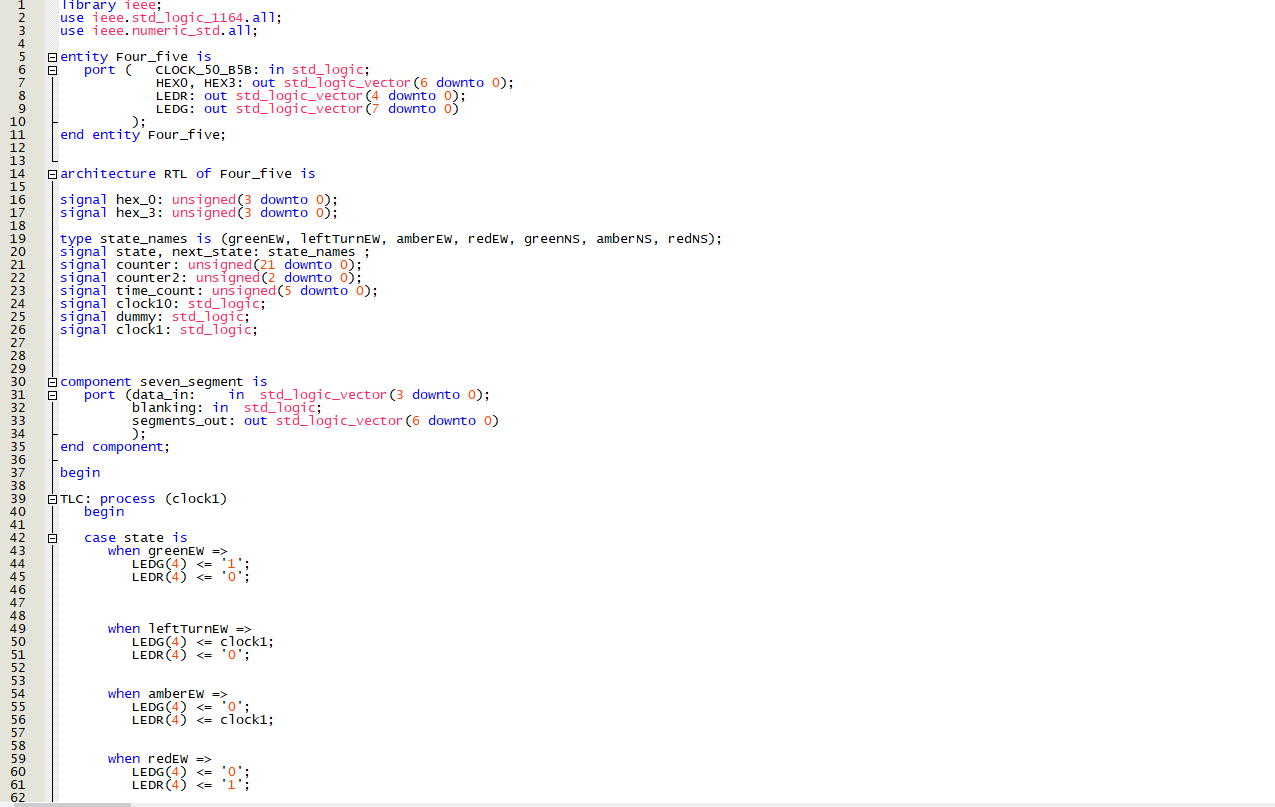 1 library ieee;
2 use ieee.std_logic_1164.all;
3 use ieee.numeric_std.all;
4
5 entity Four_five is
6 port ( CLOCK_50_B5B: in std_logic;
7 HEX0, HEX3: out std_logic_vector(6 downto 0);
8 LEDR: out std_logic_vector(4 downto 0);
9 LEDG: out std_logic_vector(7 downto 0)
10 );
11 end entity Four_five;
12
13
14 architecture RTL of Four_five is
15
16 signal hex_0: unsigned(3 downto 0);
17 signal hex_3: unsigned(3 downto 0);
18
19 type state_names is (greenEW, leftTurnEW, amberEW, redEW, greenNS, amberNS, redNS);
20 signal state, next_state: state_names ;
21 signal counter: unsigned(21 downto 0);
22 signal counter2: unsigned(2 downto 0);
23 signal time_count: unsigned(5 downto 0);
24 signal clock10: std_logic;
25 signal dummy: std_logic;
26 signal clock1: std_logic;
27
28
29
30 component seven_segment is
31 port (data_in: in std_logic_vector(3 downto 0);
32 blanking: in std_logic;
33 segments_out: out std_logic_vector(6 downto 0)
34 );
35 end component;
36
37 begin
38
39 TLC: process (clock1)
40 begin
41
42 case state is
43 when greenEW =>
44 LEDG(4) <= '1';
45 LEDR(4) <= '0';
46
47
48
49 when leftTurnEW =>
50 LEDG(4) <= clock1;
51 LEDR(4) <= '0';
52
53
54 when amberEW =>
55 LEDG(4) <= '0';
56 LEDR(4) <= clock1;
57
58
59 when redEW =>
60 LEDG(4) <= '0';
61 LEDR(4) <= '1';
62